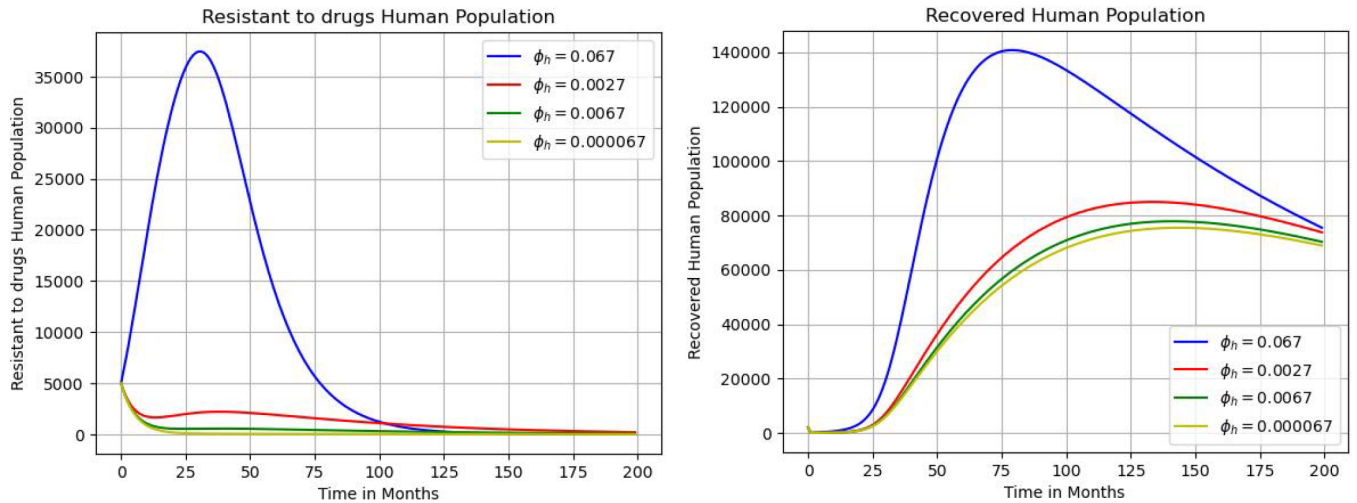 Resistant to drugs Human Population
Resistant to drugs Human Population
35000
30000
25000
20000
15000
10000
5000
0
ϕh = 0.067
ϕh = 0.0027
ϕh = 0.0067
ϕh = 0.000067
0 25 50 75 100 125 150 175 200
Time in Months
Recovered Human Population
Recovered Human Population
140000
120000
100000
80000
60000
40000
20000
0
ϕh = 0.067
ϕh = 0.0027
ϕh = 0.0067
ϕh = 0.000067
0 25 50 75 100 125 150 175 200
Time in Months